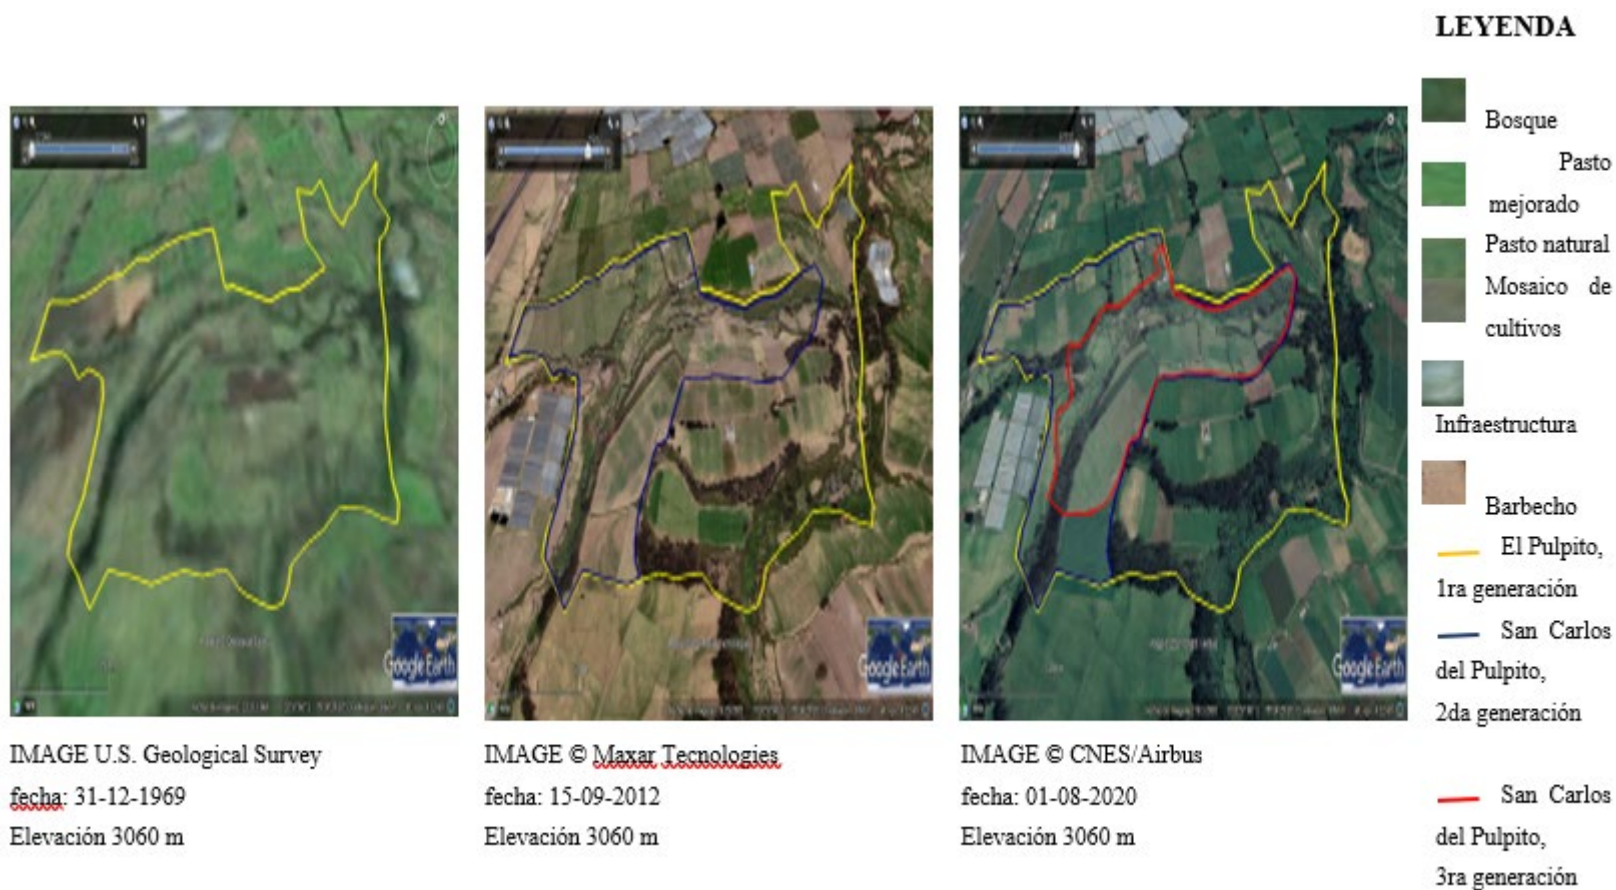 LEYENDA
Bosque
Pasto
mejorado
Pasto natural
Mosaico de
cultivos
Infraestructura
Barbecho
El Pulpito,
1ra generación
San Carlos
del Pulpito,
2da generación
San Carlos
del Pulpito,
3ra generación
Google Earth
Google Earth
Google Earth
IMAGE U.S. Geological Survey
fecha: 31-12-1969
Elevación 3060 m
IMAGE © Maxar Tecnologies
fecha: 15-09-2012
Elevación 3060 m
IMAGE © CNES/Airbus
fecha: 01-08-2020
Elevación 3060 m